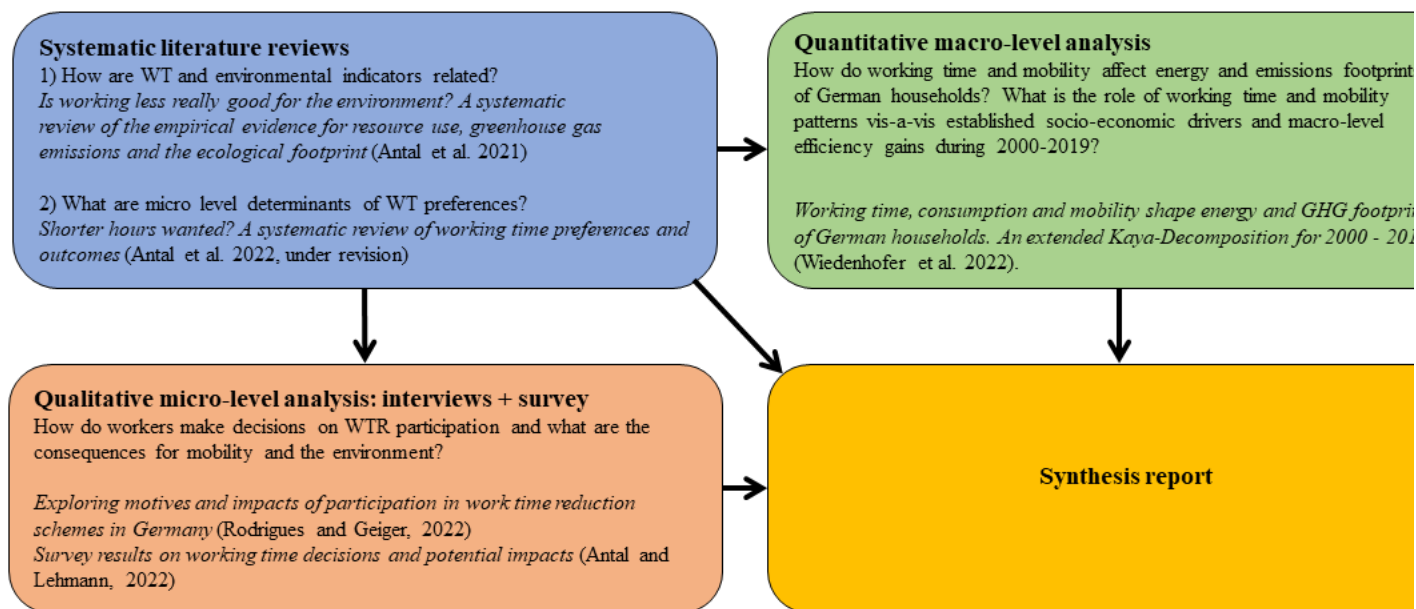 Systematic literature reviews
1) How are WT and environmental indicators related?
Is working less really good for the environment? A systematic
review of the empirical evidence for resource use, greenhouse gas
emissions and the ecological footprint (Antal et al. 2021)
2) What are micro level determinants of WT preferences?
Shorter hours wanted? A systematic review of working time preferences and
outcomes (Antal et al. 2022, under revision)
Quantitative macro-level analysis
How do working time and mobility affect energy and emissions footprint
of German households? What is the role of working time and mobility
patterns vis-a-vis established socio-economic drivers and macro-level
efficiency gains during 2000-2019?
Working time, consumption and mobility shape energy and GHG footprin
of German households. An extended Kaya-Decomposition for 2000 - 201
(Wiedenhofer et al. 2022).
Qualitative micro-level analysis: interviews + survey
How do workers make decisions on WTR participation and what are the
consequences for mobility and the environment?
Exploring motives and impacts of participation in work time reduction
schemes in Germany (Rodrigues and Geiger, 2022)
Survey results on working time decisions and potential impacts (Antal and
Lehmann, 2022)
Synthesis report